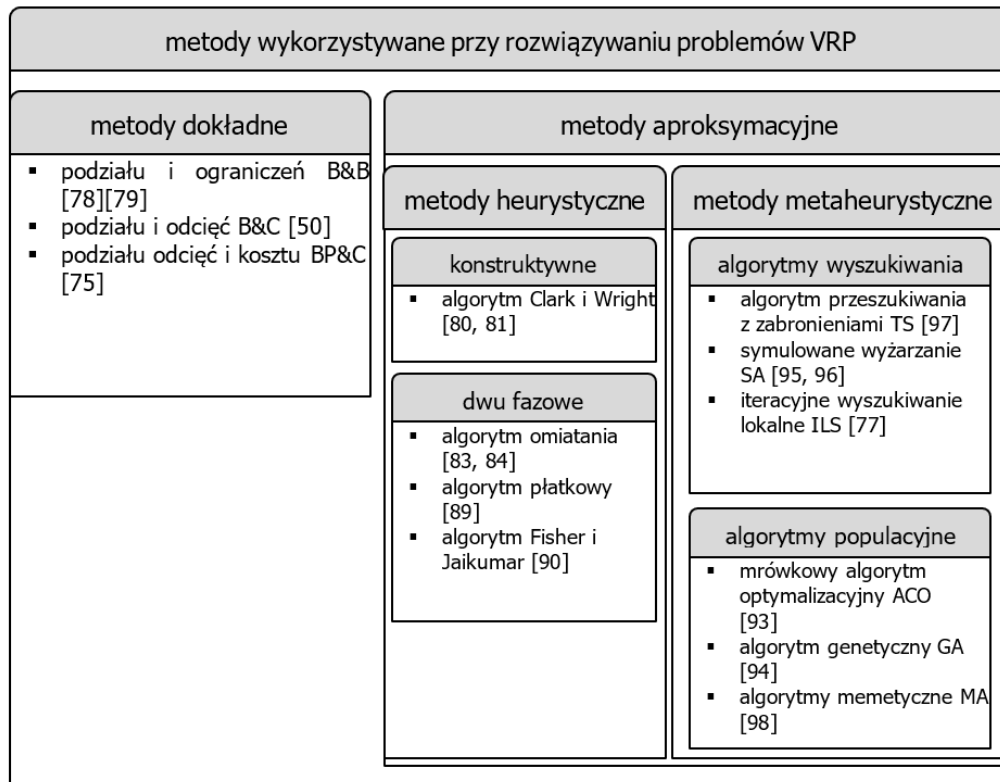 metody wykorzystywane przy rozwiązywaniu problemów VRP
metody dokładne
▪ podziału i ograniczeń B&B
[78][79]
▪ podziału i odcięć B&C [50]
▪ podziału odcięć i kosztu BP&C
[75]
metody aproksymacyjne
metody heurystyczne
konstruktywne
▪ algorytm Clark i Wright
[80, 81]
dwu fazowe
▪ algorytm omiatania
[83, 84]
▪ algorytm płatkowy
[89]
▪ algorytm Fisher i
Jaikumar [90]
metody metaheurystyczne
algorytmy wyszukiwania
▪ algorytm przeszukiwania
z zabronieniami TS [97]
▪ symulowane wyżarzanie
SA [95, 96]
▪ iteracyjne wyszukiwanie
lokalne ILS [77]
algorytmy populacyjne
▪ mrówkowy algorytm
optymalizacyjny ACO
[93]
▪ algorytm genetyczny GA
[94]
▪ algorytmy memetyczne MA
[98]